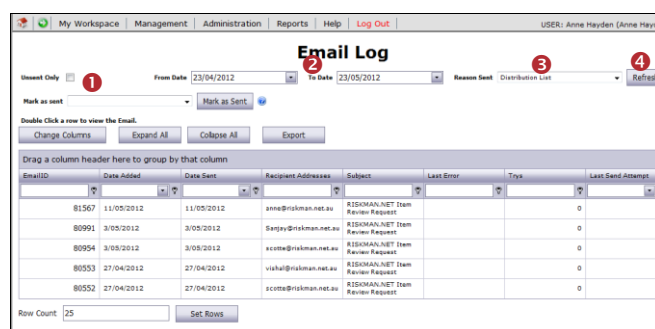 My Workspace Management Administration Reports Help Log Out USER: Anne Hayden (Anne Hay
Email Log
1 2 3 4
Unsent Only From Date 23/04/2012 To Date 23/05/2012 Reason Sent Distribution List Refresh
Mark as sent Mark as Sent
Double Click a row to view the Email.
Change Columns Expand All Collapse All Export
Drag a column header here to group by that column
EmailID Date Added Date Sent Recipient Addresses Subject Last Error Trys Last Send Attempt
81567 11/05/2012 11/05/2012 anne@riskman.net.au RISKMAN.NET Item Review Request 0
80991 3/05/2012 3/05/2012 Sanjay@riskman.net.au RISKMAN.NET Item Review Request 0
80954 3/05/2012 3/05/2012 scotte@riskman.net.au RISKMAN.NET Item Review Request 0
80553 27/04/2012 27/04/2012 vishal@riskman.net.au RISKMAN.NET Item Review Request 0
80552 27/04/2012 27/04/2012 scotte@riskman.net.au RISKMAN.NET Item Review Request 0
Row Count 25 Set Rows